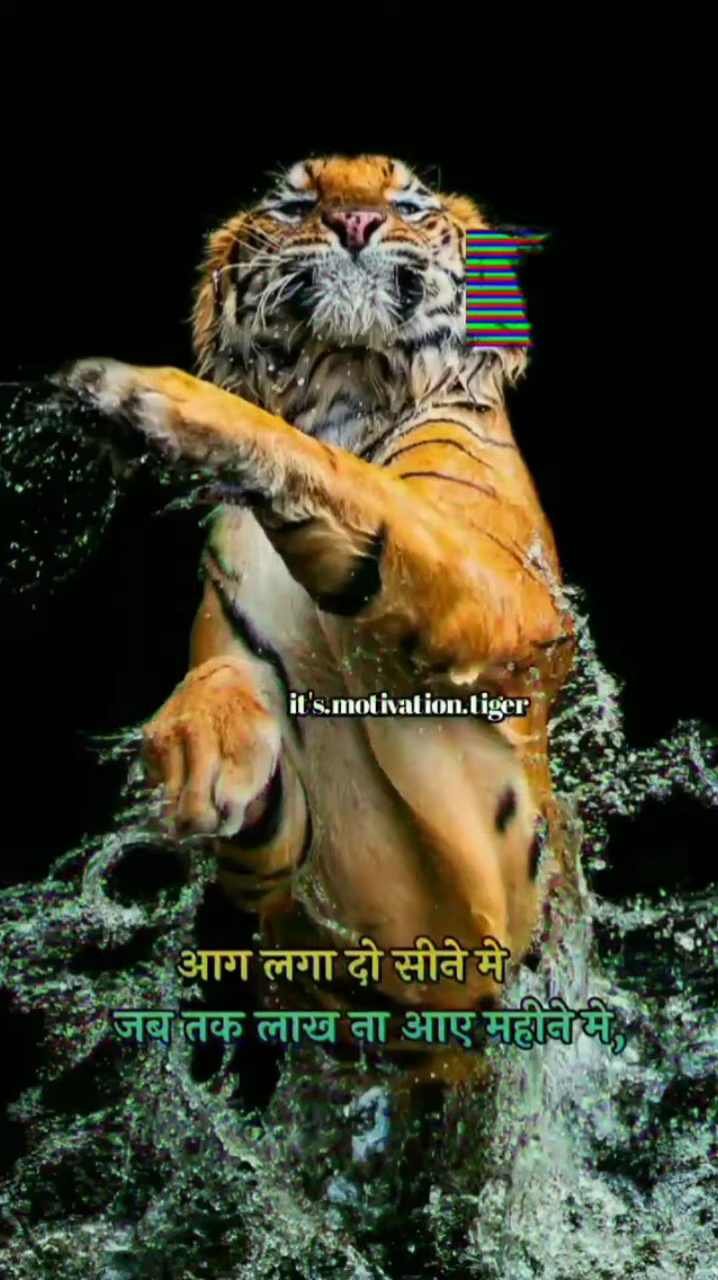 it's.motivation.tiger
आग लगा दो सीने मे
जब तक लाख ना आए महीने मे,